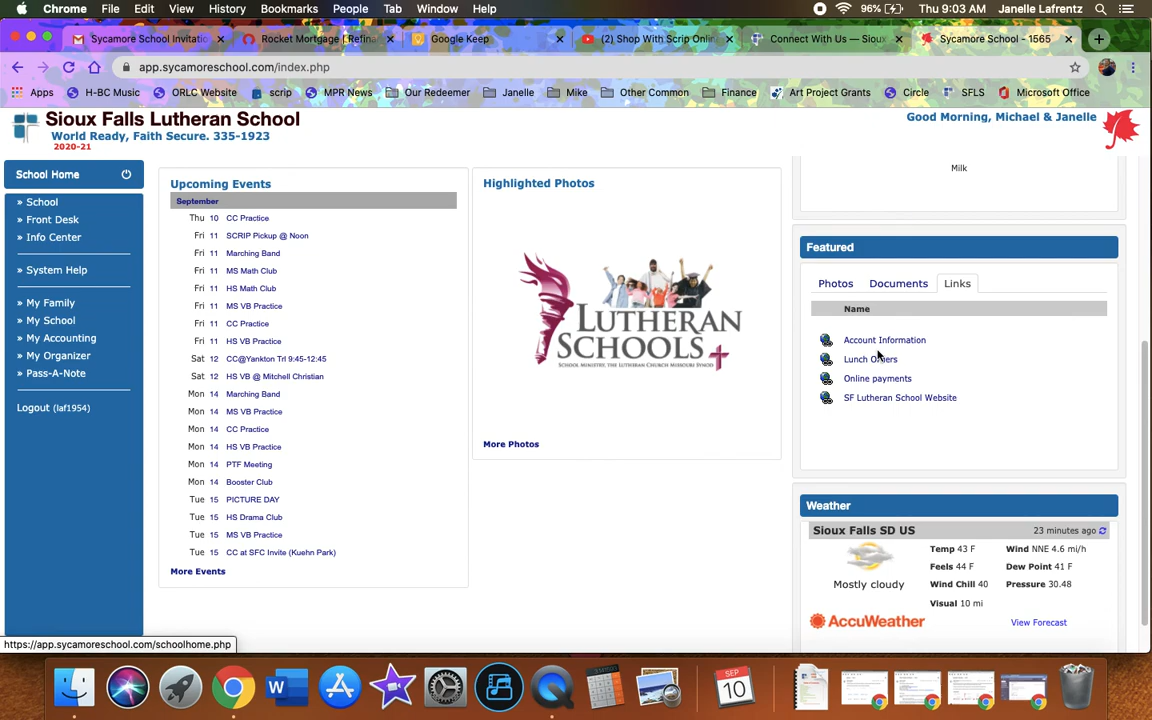 Chrome File Edit View History Bookmarks People Tab Window Help 96% Thu 9:03 AM Janelle Lafrentz
Sycamore School Invitatio × Rocket Mortgage | Refina × Google Keep × (2) Shop With Scrip Onlin × Connect With Us — Sioux × Sycamore School - 1565 × +
app.sycamoreschool.com/index.php
Apps H-BC Music ORLC Website scrip MPR News Our Redeemer Janelle Mike Other Common Finance Art Project Grants Circle SFLS Microsoft Office
Sioux Falls Lutheran School
World Ready, Faith Secure. 335-1923
2020-21
Good Morning, Michael & Janelle
School Home
» School
» Front Desk
» Info Center
» System Help
» My Family
» My School
» My Accounting
» My Organizer
» Pass-A-Note
Logout (laf1954)
Upcoming Events
September
Thu 10 CC Practice
Fri 11 SCRIP Pickup @ Noon
Fri 11 Marching Band
Fri 11 MS Math Club
Fri 11 HS Math Club
Fri 11 MS VB Practice
Fri 11 CC Practice
Fri 11 HS VB Practice
Sat 12 CC@Yankton Trl 9:45-12:45
Sat 12 HS VB @ Mitchell Christian
Mon 14 Marching Band
Mon 14 MS VB Practice
Mon 14 CC Practice
Mon 14 HS VB Practice
Mon 14 PTF Meeting
Mon 14 Booster Club
Tue 15 PICTURE DAY
Tue 15 HS Drama Club
Tue 15 MS VB Practice
Tue 15 CC at SFC Invite (Kuehn Park)
More Events
Highlighted Photos
LUTHERAN
SCHOOLS
SCHOOL MINISTRY, THE LUTHERAN CHURCH MISSOURI SYNOD
More Photos
Milk
Featured
Photos Documents Links
Name
Account Information
Lunch Orders
Online payments
SF Lutheran School Website
Weather
Sioux Falls SD US 23 minutes ago
Mostly cloudy
Temp 43 F Wind NNE 4.6 mi/h
Feels 44 F Dew Point 41 F
Wind Chill 40 Pressure 30.48
Visual 10 mi
AccuWeather
View Forecast
https://app.sycamoreschool.com/schoolhome.php
W
SEP
10